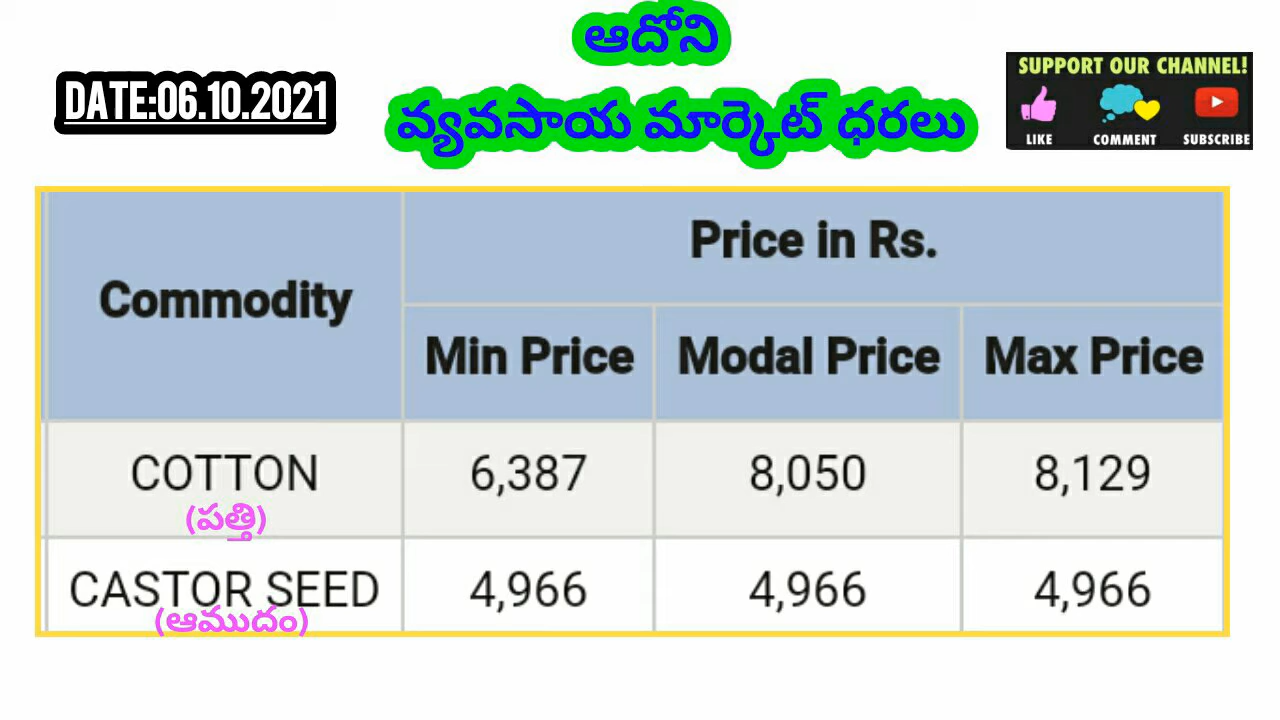 ఆదోని
వ్యవసాయ మార్కెట్ ధరలు
DATE:06.10.2021
SUPPORT OUR CHANNEL!
LIKE COMMENT SUBSCRIBE
Commodity
Price in Rs.
Min Price Modal Price Max Price
COTTON 6,387 8,050 8,129
(పత్తి)
CASTOR SEED 4,966 4,966 4,966
(ఆముదం)